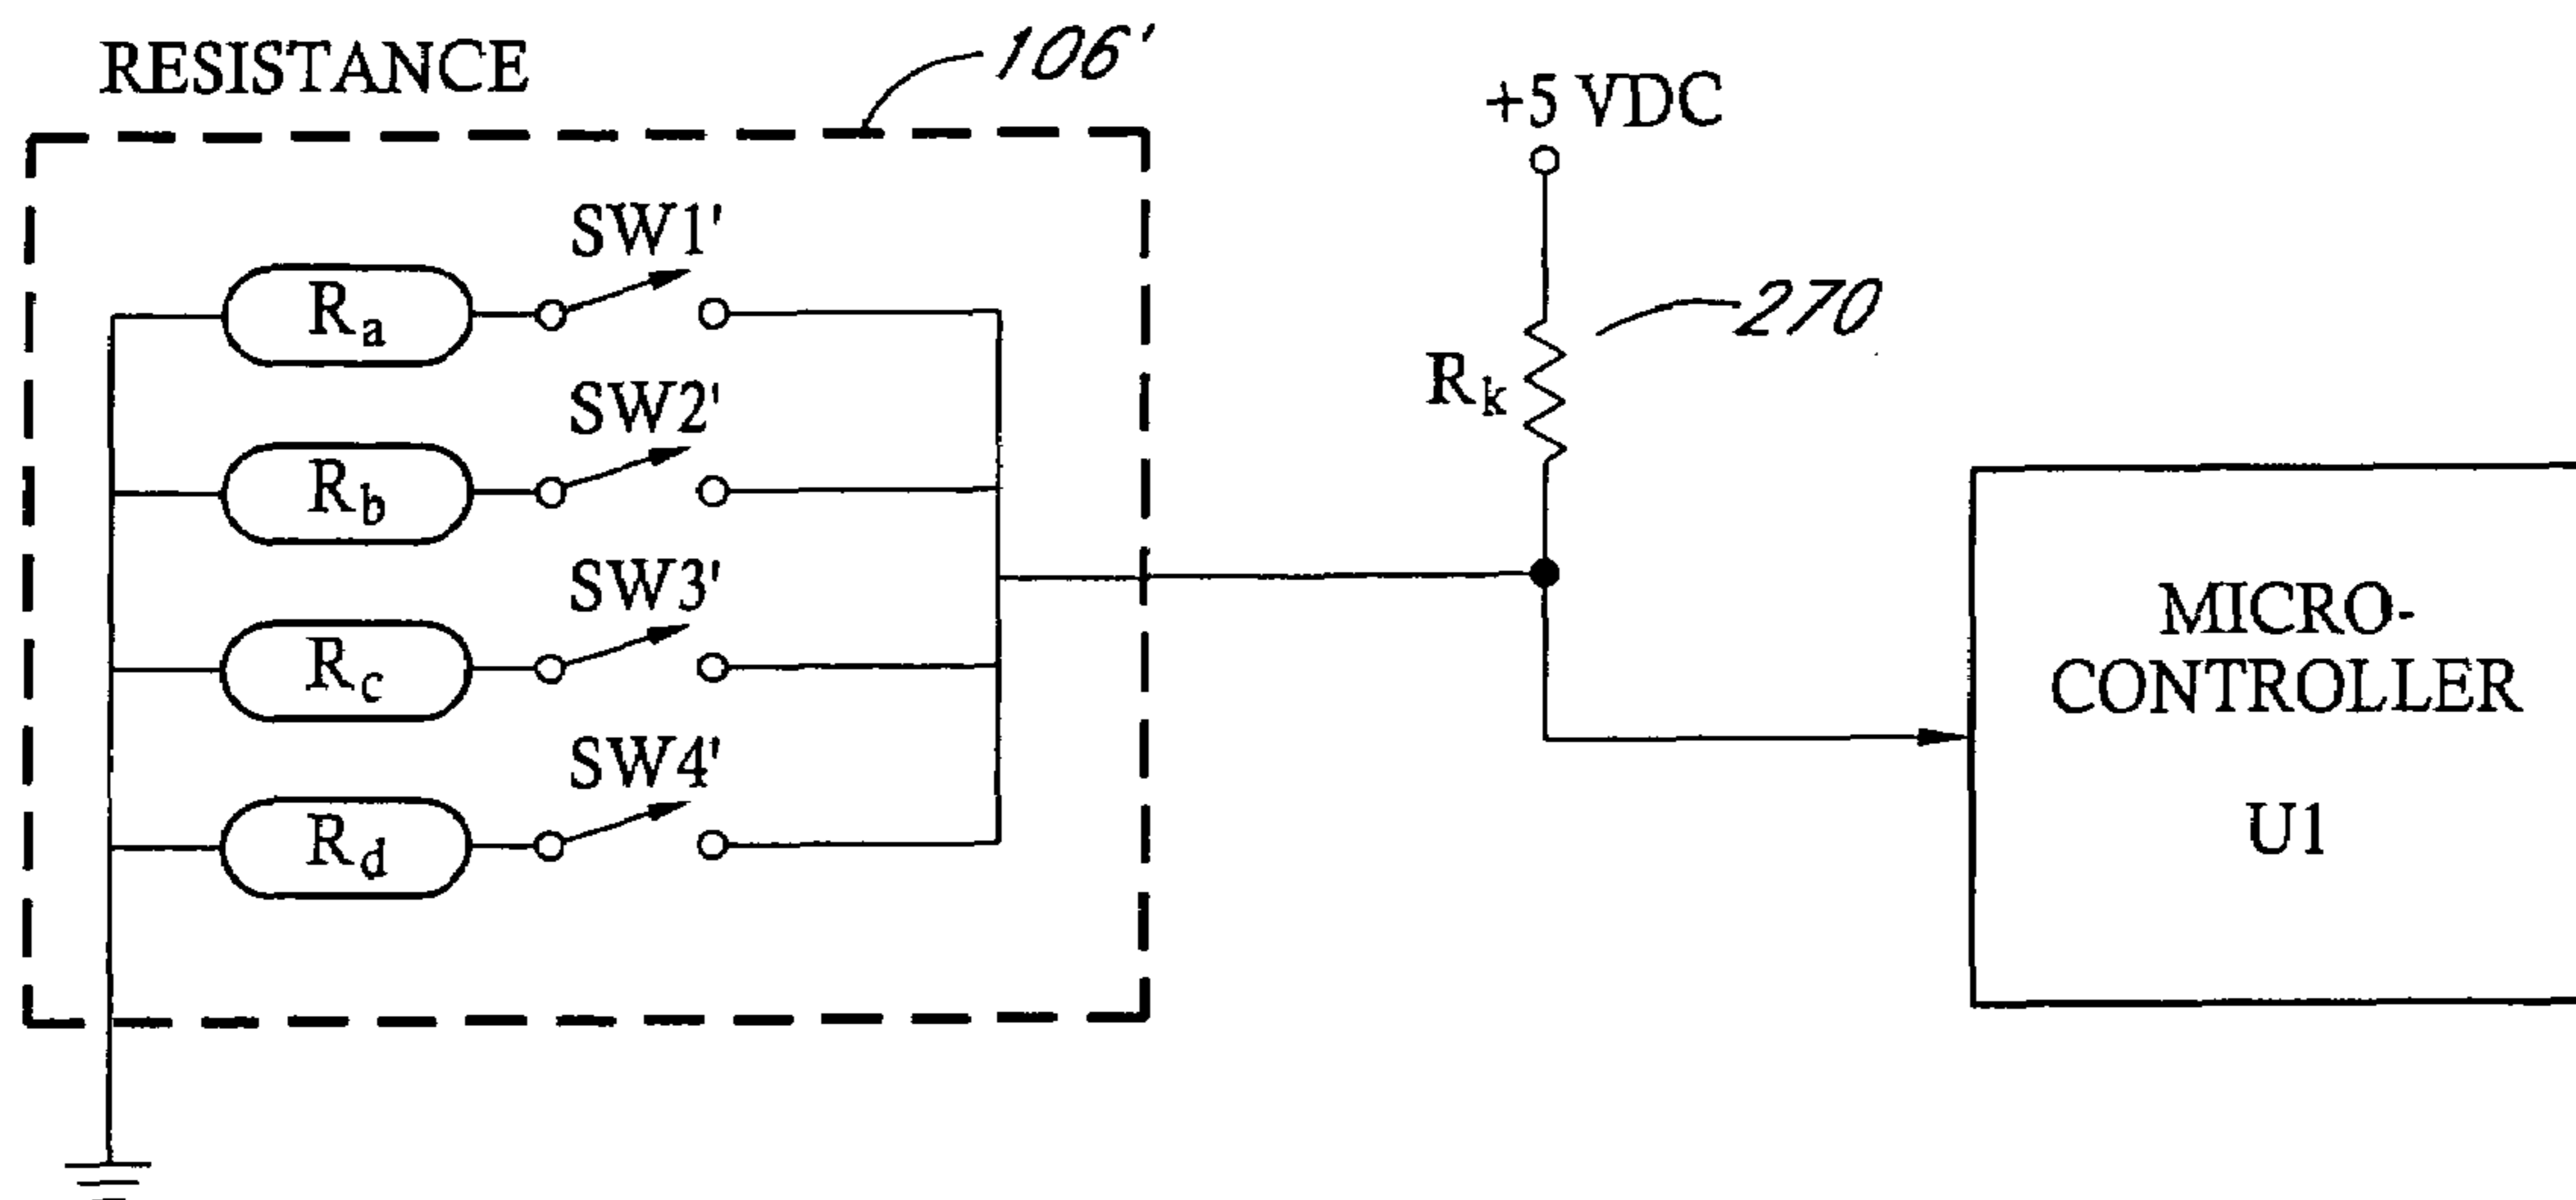 RESISTANCE
106'
+5 VDC
SW1'
Ra
270
Rk
SW2'
Rb
SW3'
Rc
MICRO-
CONTROLLER
SW4'
Rd
U1